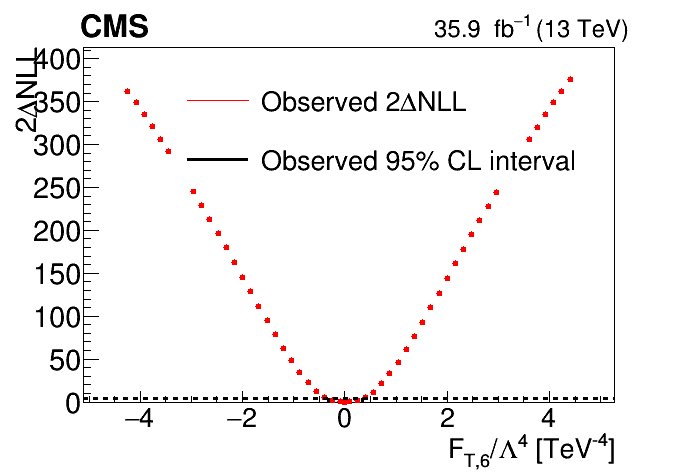 CMS
35.9 fb⁻¹ (13 TeV)
2ΔNLL
400
350
300
250
200
150
100
50
0
Observed 2ΔNLL
Observed 95% CL interval
−4 −2 0 2 4
F_T,6/Λ⁴ [TeV⁻⁴]